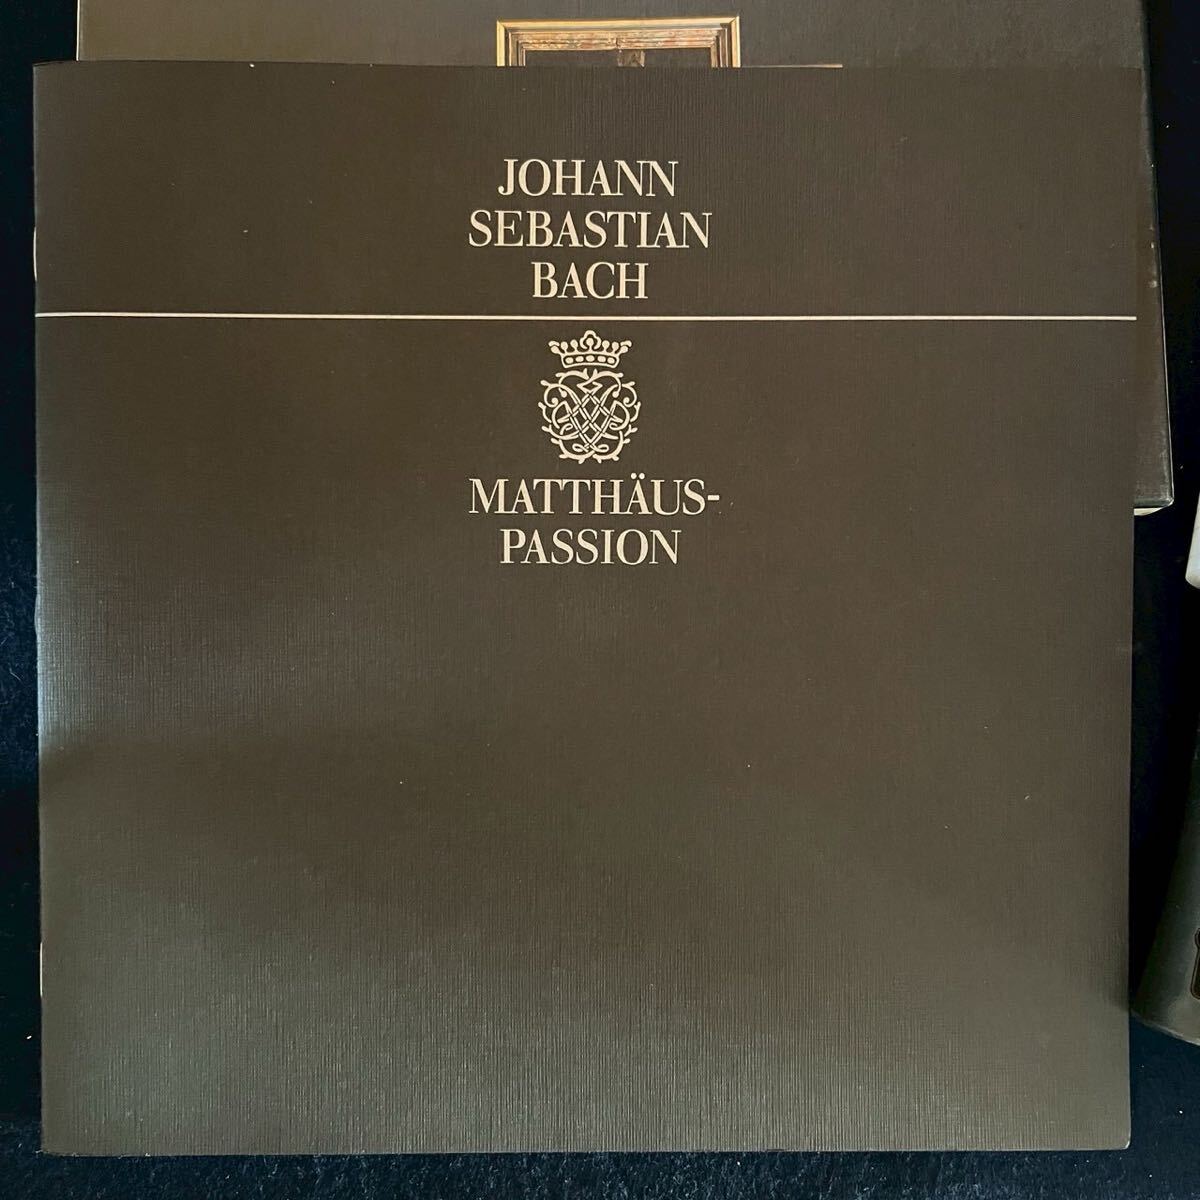 JOHANN
SEBASTIAN
BACH
MATTHÄUS-
PASSION